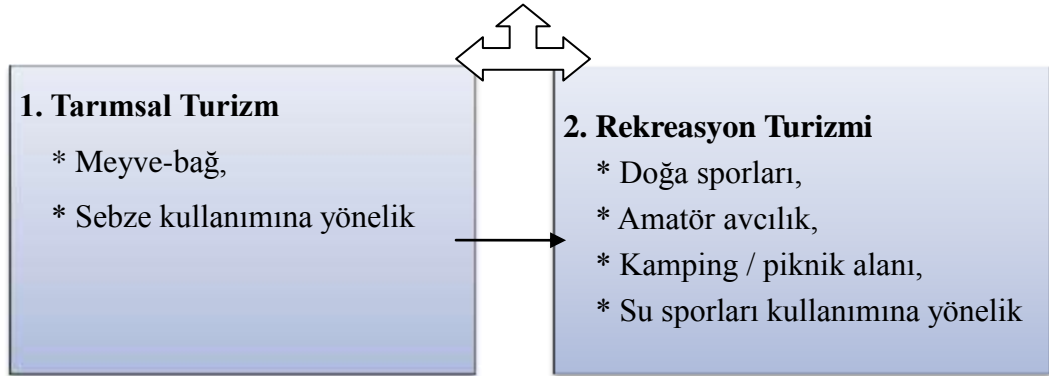 1. Tarımsal Turizm
* Meyve-bağ,
* Sebze kullanımına yönelik
2. Rekreasyon Turizmi
* Doğa sporları,
* Amatör avcılık,
* Kamping / piknik alanı,
* Su sporları kullanımına yönelik